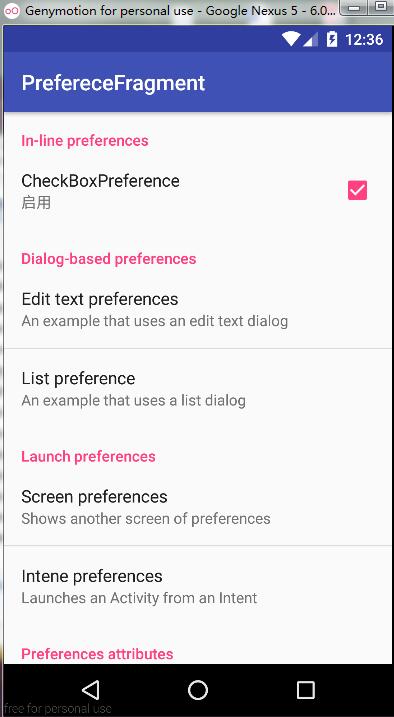 Genymotion for personal use - Google Nexus 5 - 6.0...
12:36
PrefereceFragment
In-line preferences
CheckBoxPreference
启用
Dialog-based preferences
Edit text preferences
An example that uses an edit text dialog
List preference
An example that uses a list dialog
Launch preferences
Screen preferences
Shows another screen of preferences
Intene preferences
Launches an Activity from an Intent
Preferences attributes
free for personal use